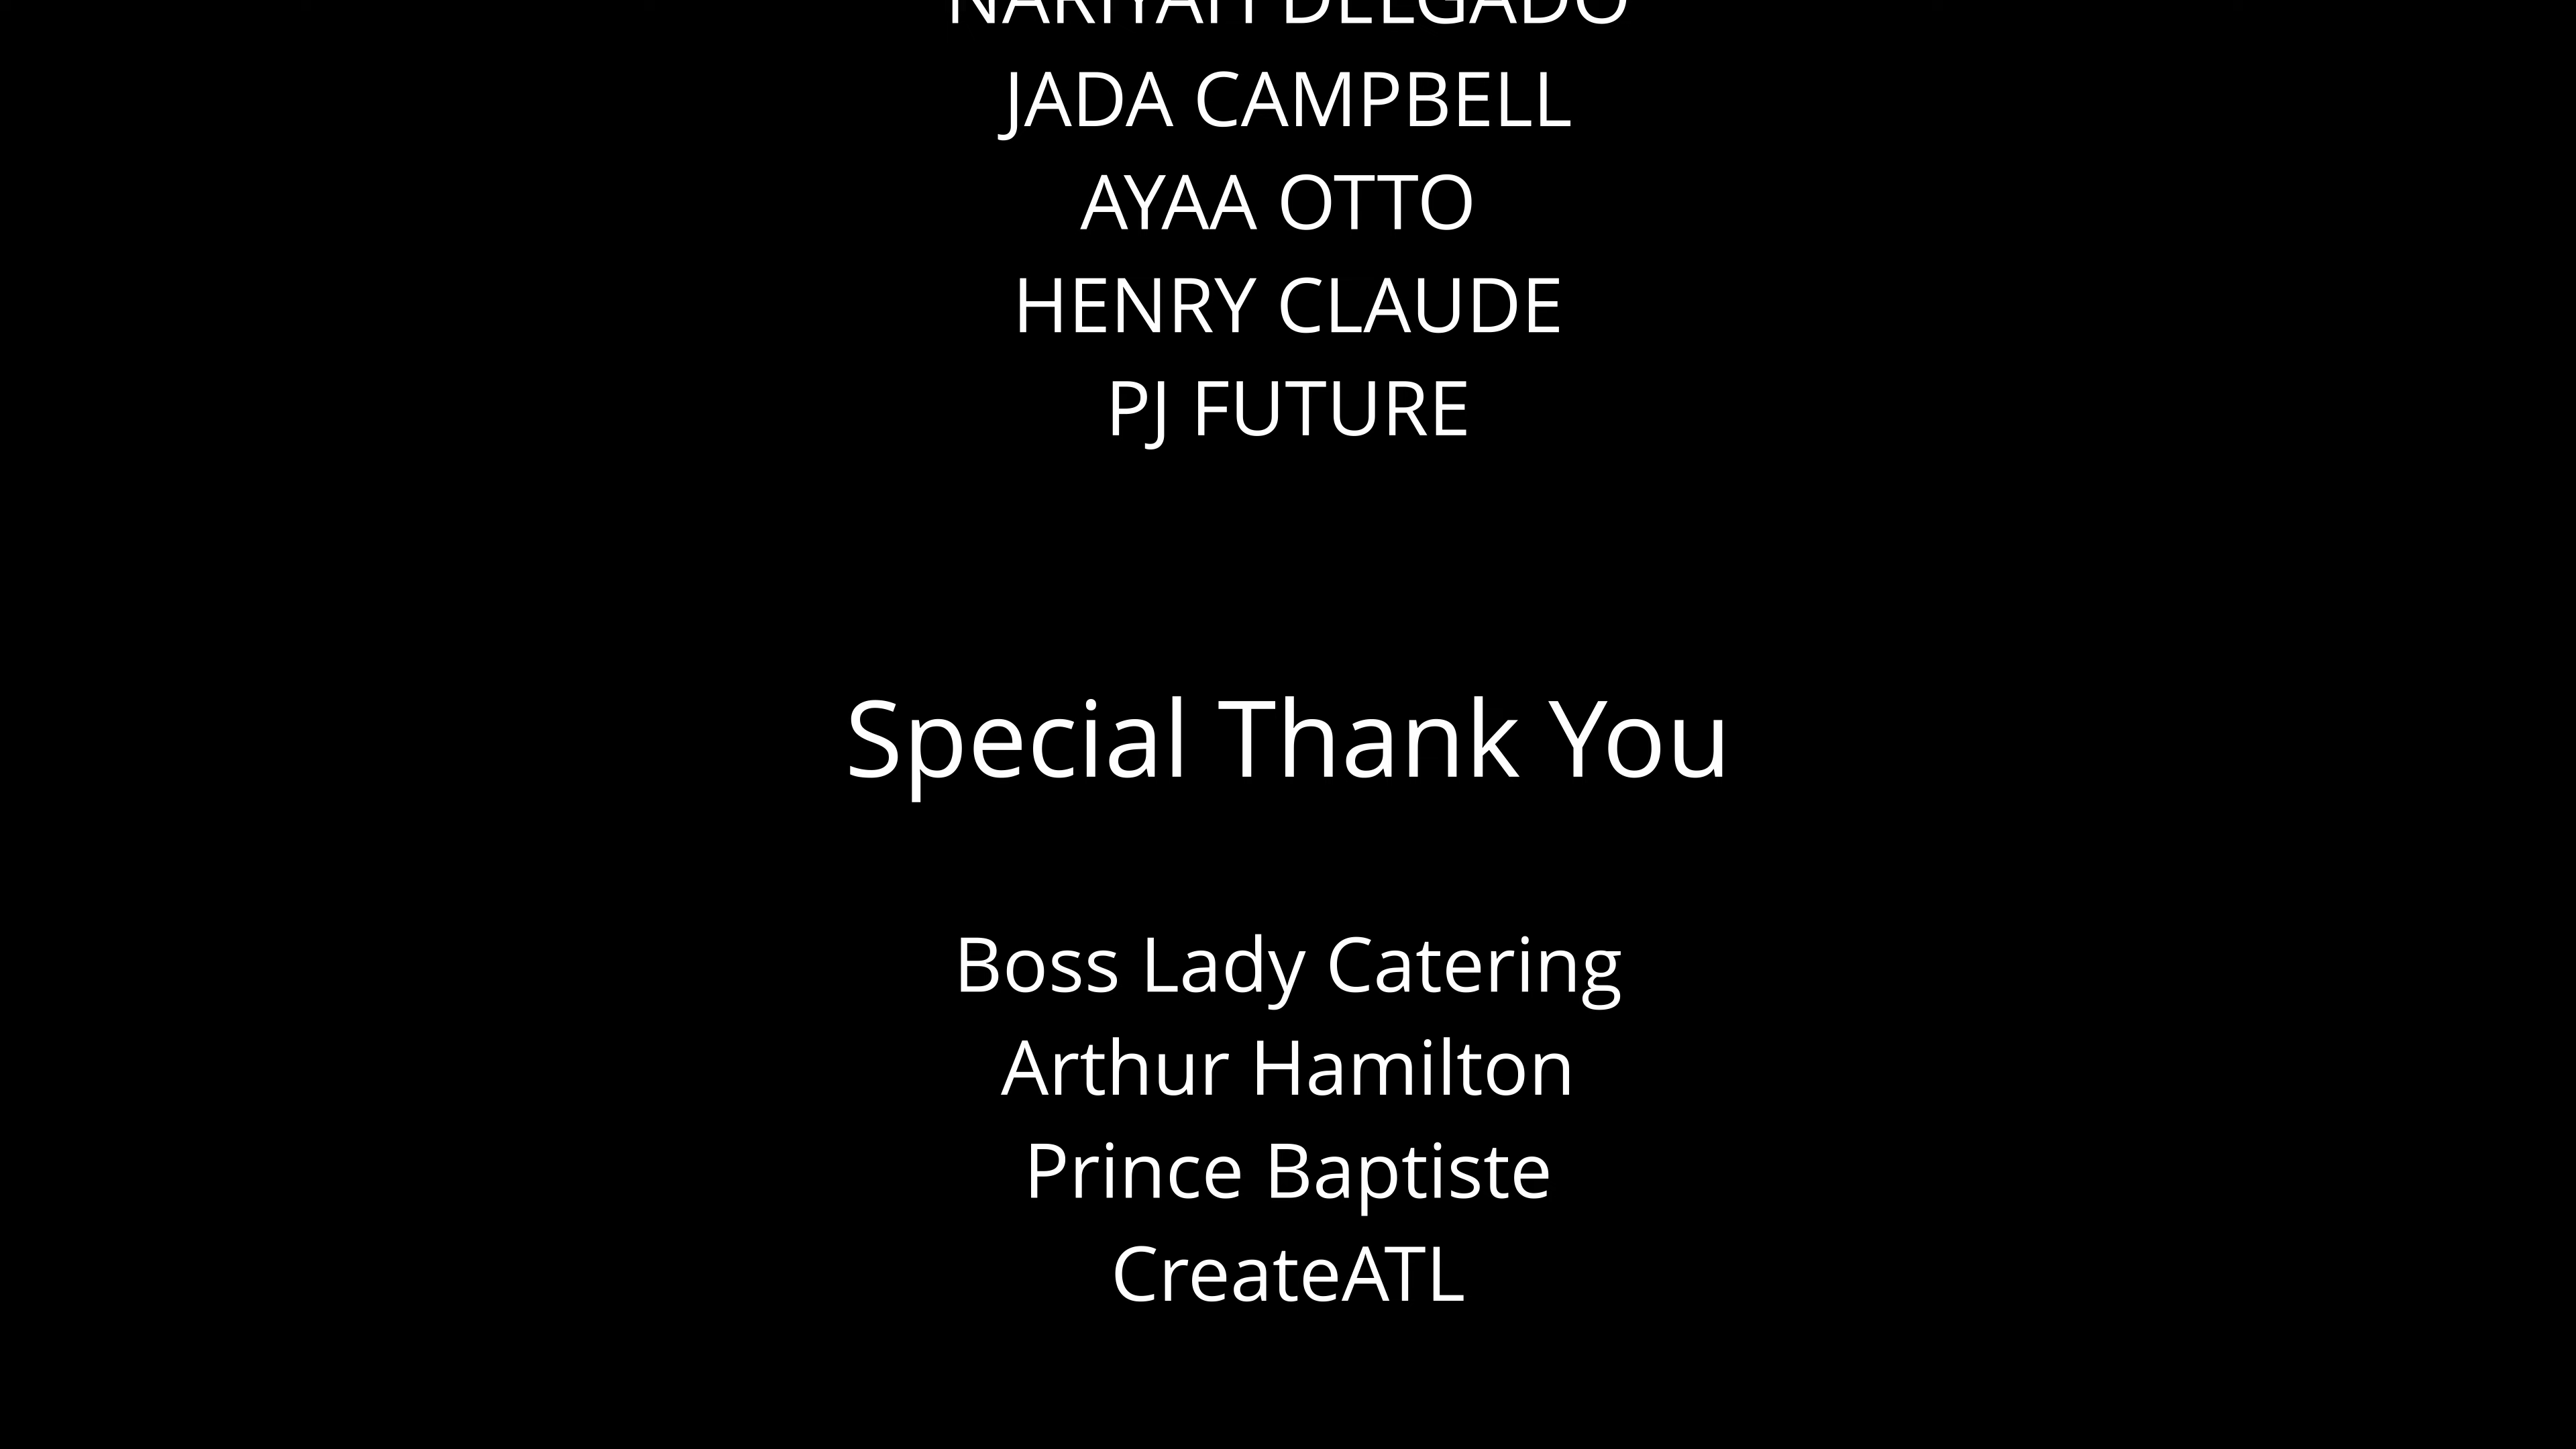 NARIYAH DELGADO
JADA CAMPBELL
AYAA OTTO
HENRY CLAUDE
PJ FUTURE
Special Thank You
Boss Lady Catering
Arthur Hamilton
Prince Baptiste
CreateATL